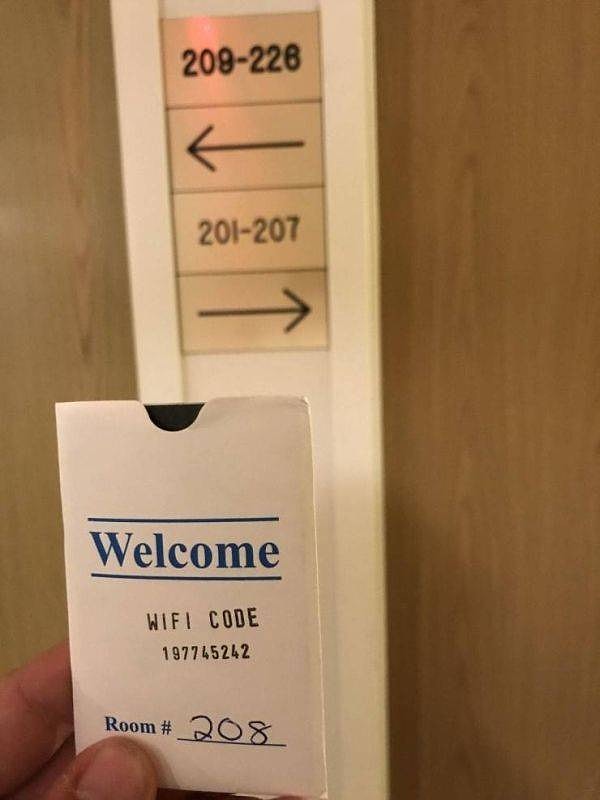 209-226
←
201-207
→
Welcome
WIFI CODE
197745242
Room # 208